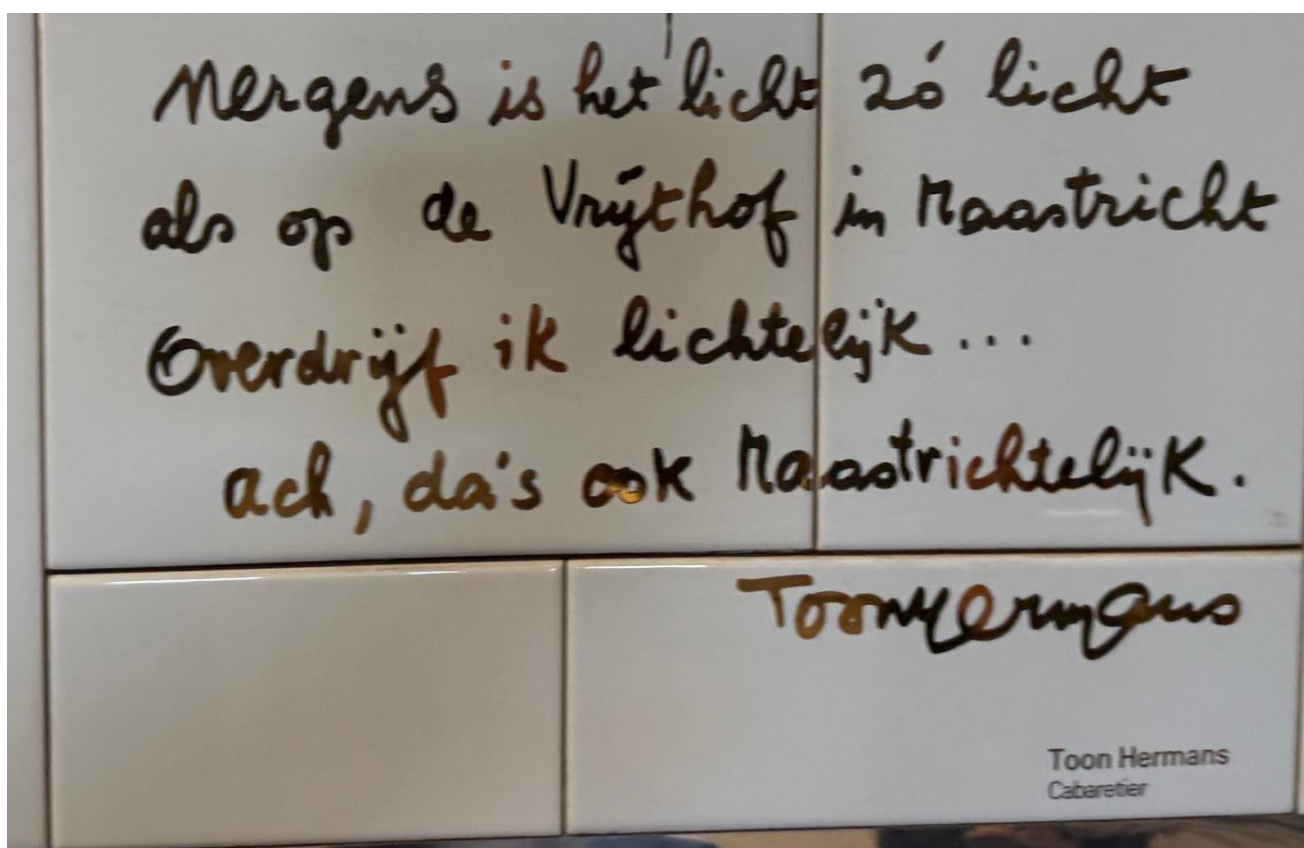 Nergens is het licht zó licht
als op de Vrijthof in Maastricht
Overdrijf ik lichtelijk...
ach, da's ook Maastrichtelijk.
Toon Hermans
Toon Hermans
Cabaretier